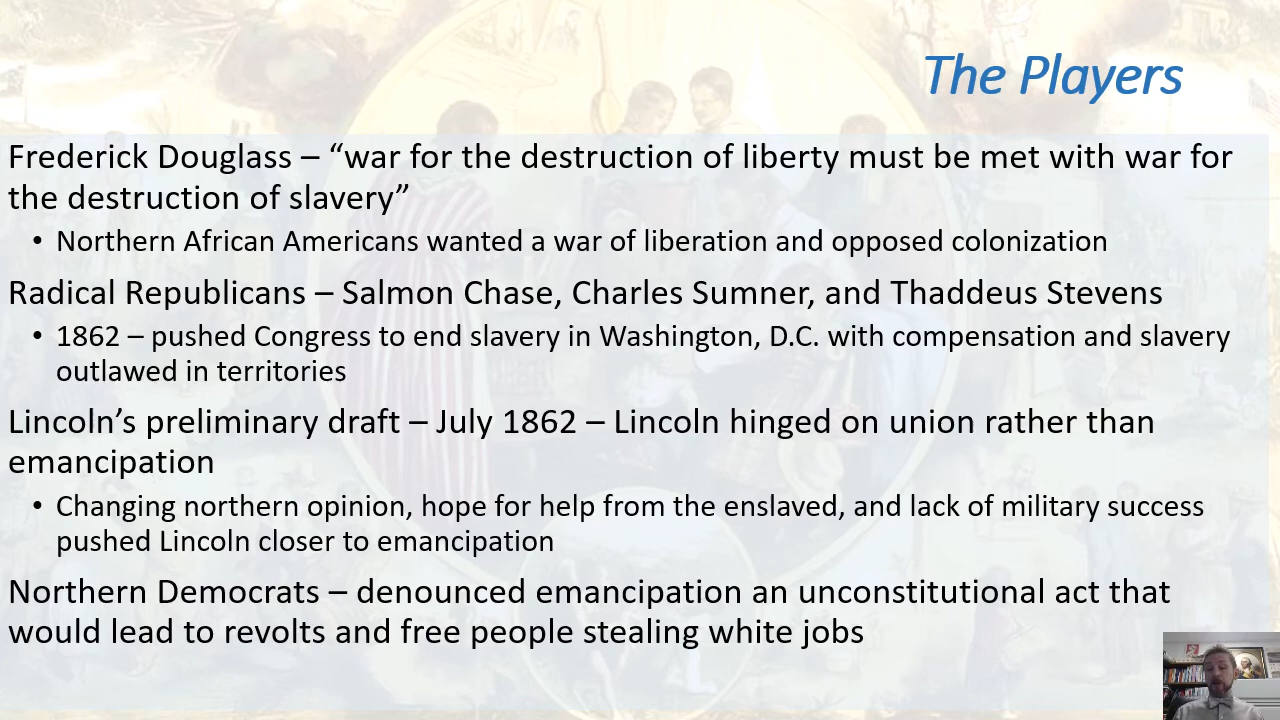 The Players
Frederick Douglass – “war for the destruction of liberty must be met with war for
the destruction of slavery”
• Northern African Americans wanted a war of liberation and opposed colonization
Radical Republicans – Salmon Chase, Charles Sumner, and Thaddeus Stevens
• 1862 – pushed Congress to end slavery in Washington, D.C. with compensation and slavery
outlawed in territories
Lincoln’s preliminary draft – July 1862 – Lincoln hinged on union rather than
emancipation
• Changing northern opinion, hope for help from the enslaved, and lack of military success
pushed Lincoln closer to emancipation
Northern Democrats – denounced emancipation an unconstitutional act that
would lead to revolts and free people stealing white jobs